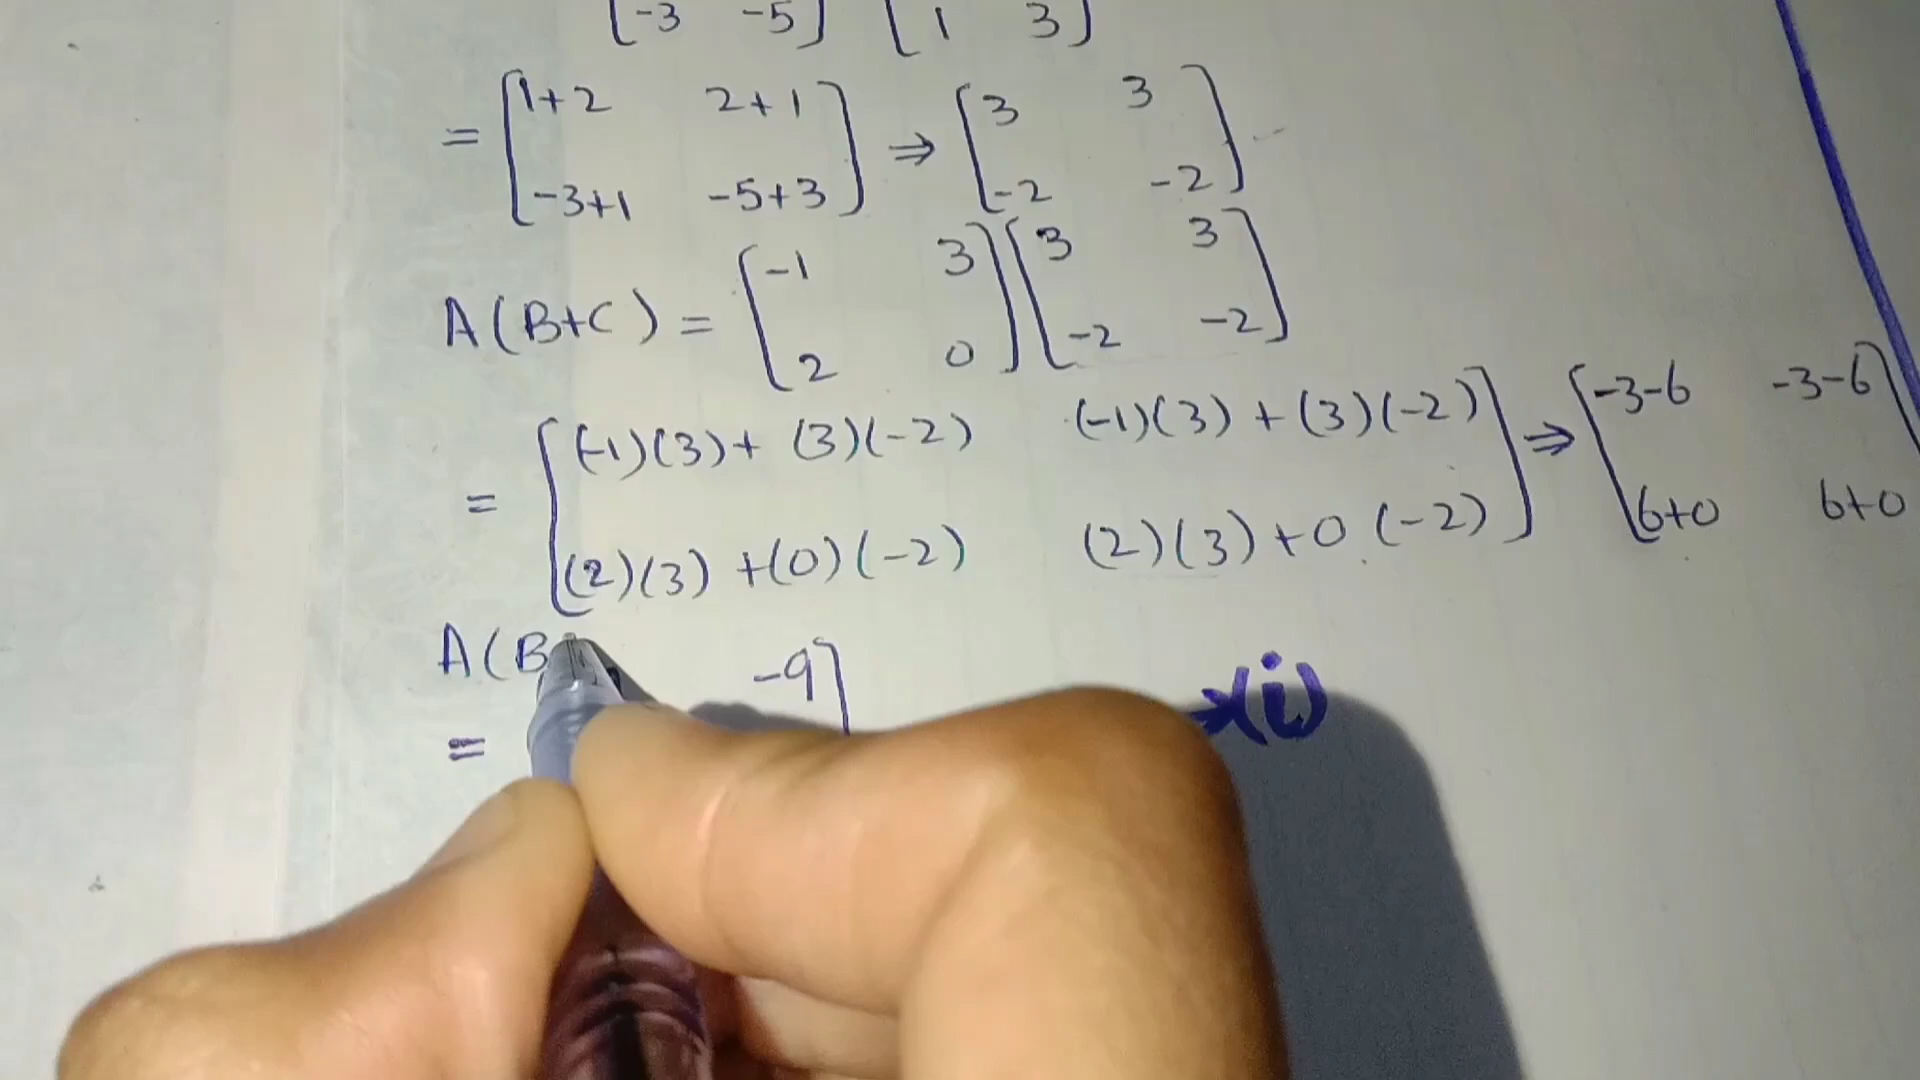 [-3 -5] [1 3]
= [1+2 2+1 -3+1 -5+3] ⇒ [3 3 -2 -2]
A(B+C) = [-1 3 2 0] [3 3 -2 -2]
= [(-1)(3)+(3)(-2) (-1)(3)+(3)(-2) (2)(3)+(0)(-2) (2)(3)+0(-2)] ⇒ [-3-6 -3-6 6+0 6+0
A(B
= -9] →(i)